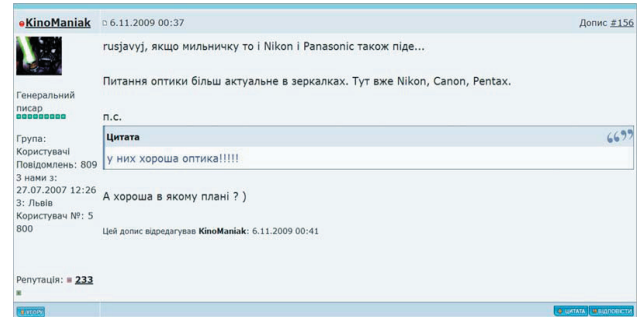 KinoManiak
6.11.2009 00:37
Допис #156
rusjavyj, якщо мильничку то і Nikon і Panasonic також піде...
Питання оптики більш актуальне в зеркалках. Тут вже Nikon, Canon, Pentax.
п.с.
Цитата
у них хороша оптика!!!!!
А хороша в якому плані ? )
Цей допис відредагував KinoManiak: 6.11.2009 00:41
Генеральний
писар
Група:
Користувачі
Повідомлень: 809
З нами з:
27.07.2007 12:26
З: Львів
Користувач №: 5
800
Репутація: 233
ЦИТАТА
ВІДПОВІСТИ